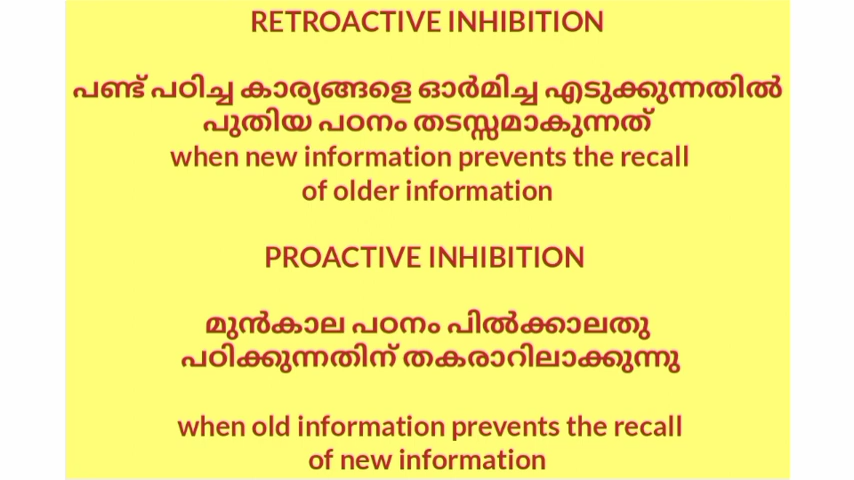 RETROACTIVE INHIBITION
പണ്ട് പഠിച്ച കാര്യങ്ങളെ ഓർമിച്ച എടുക്കുന്നതിൽ
പുതിയ പഠനം തടസ്സമാകുന്നത്
when new information prevents the recall
of older information
PROACTIVE INHIBITION
മുൻകാല പഠനം പിൽക്കാലതു
പഠിക്കുന്നതിന് തകരാറിലാക്കുന്നു
when old information prevents the recall
of new information